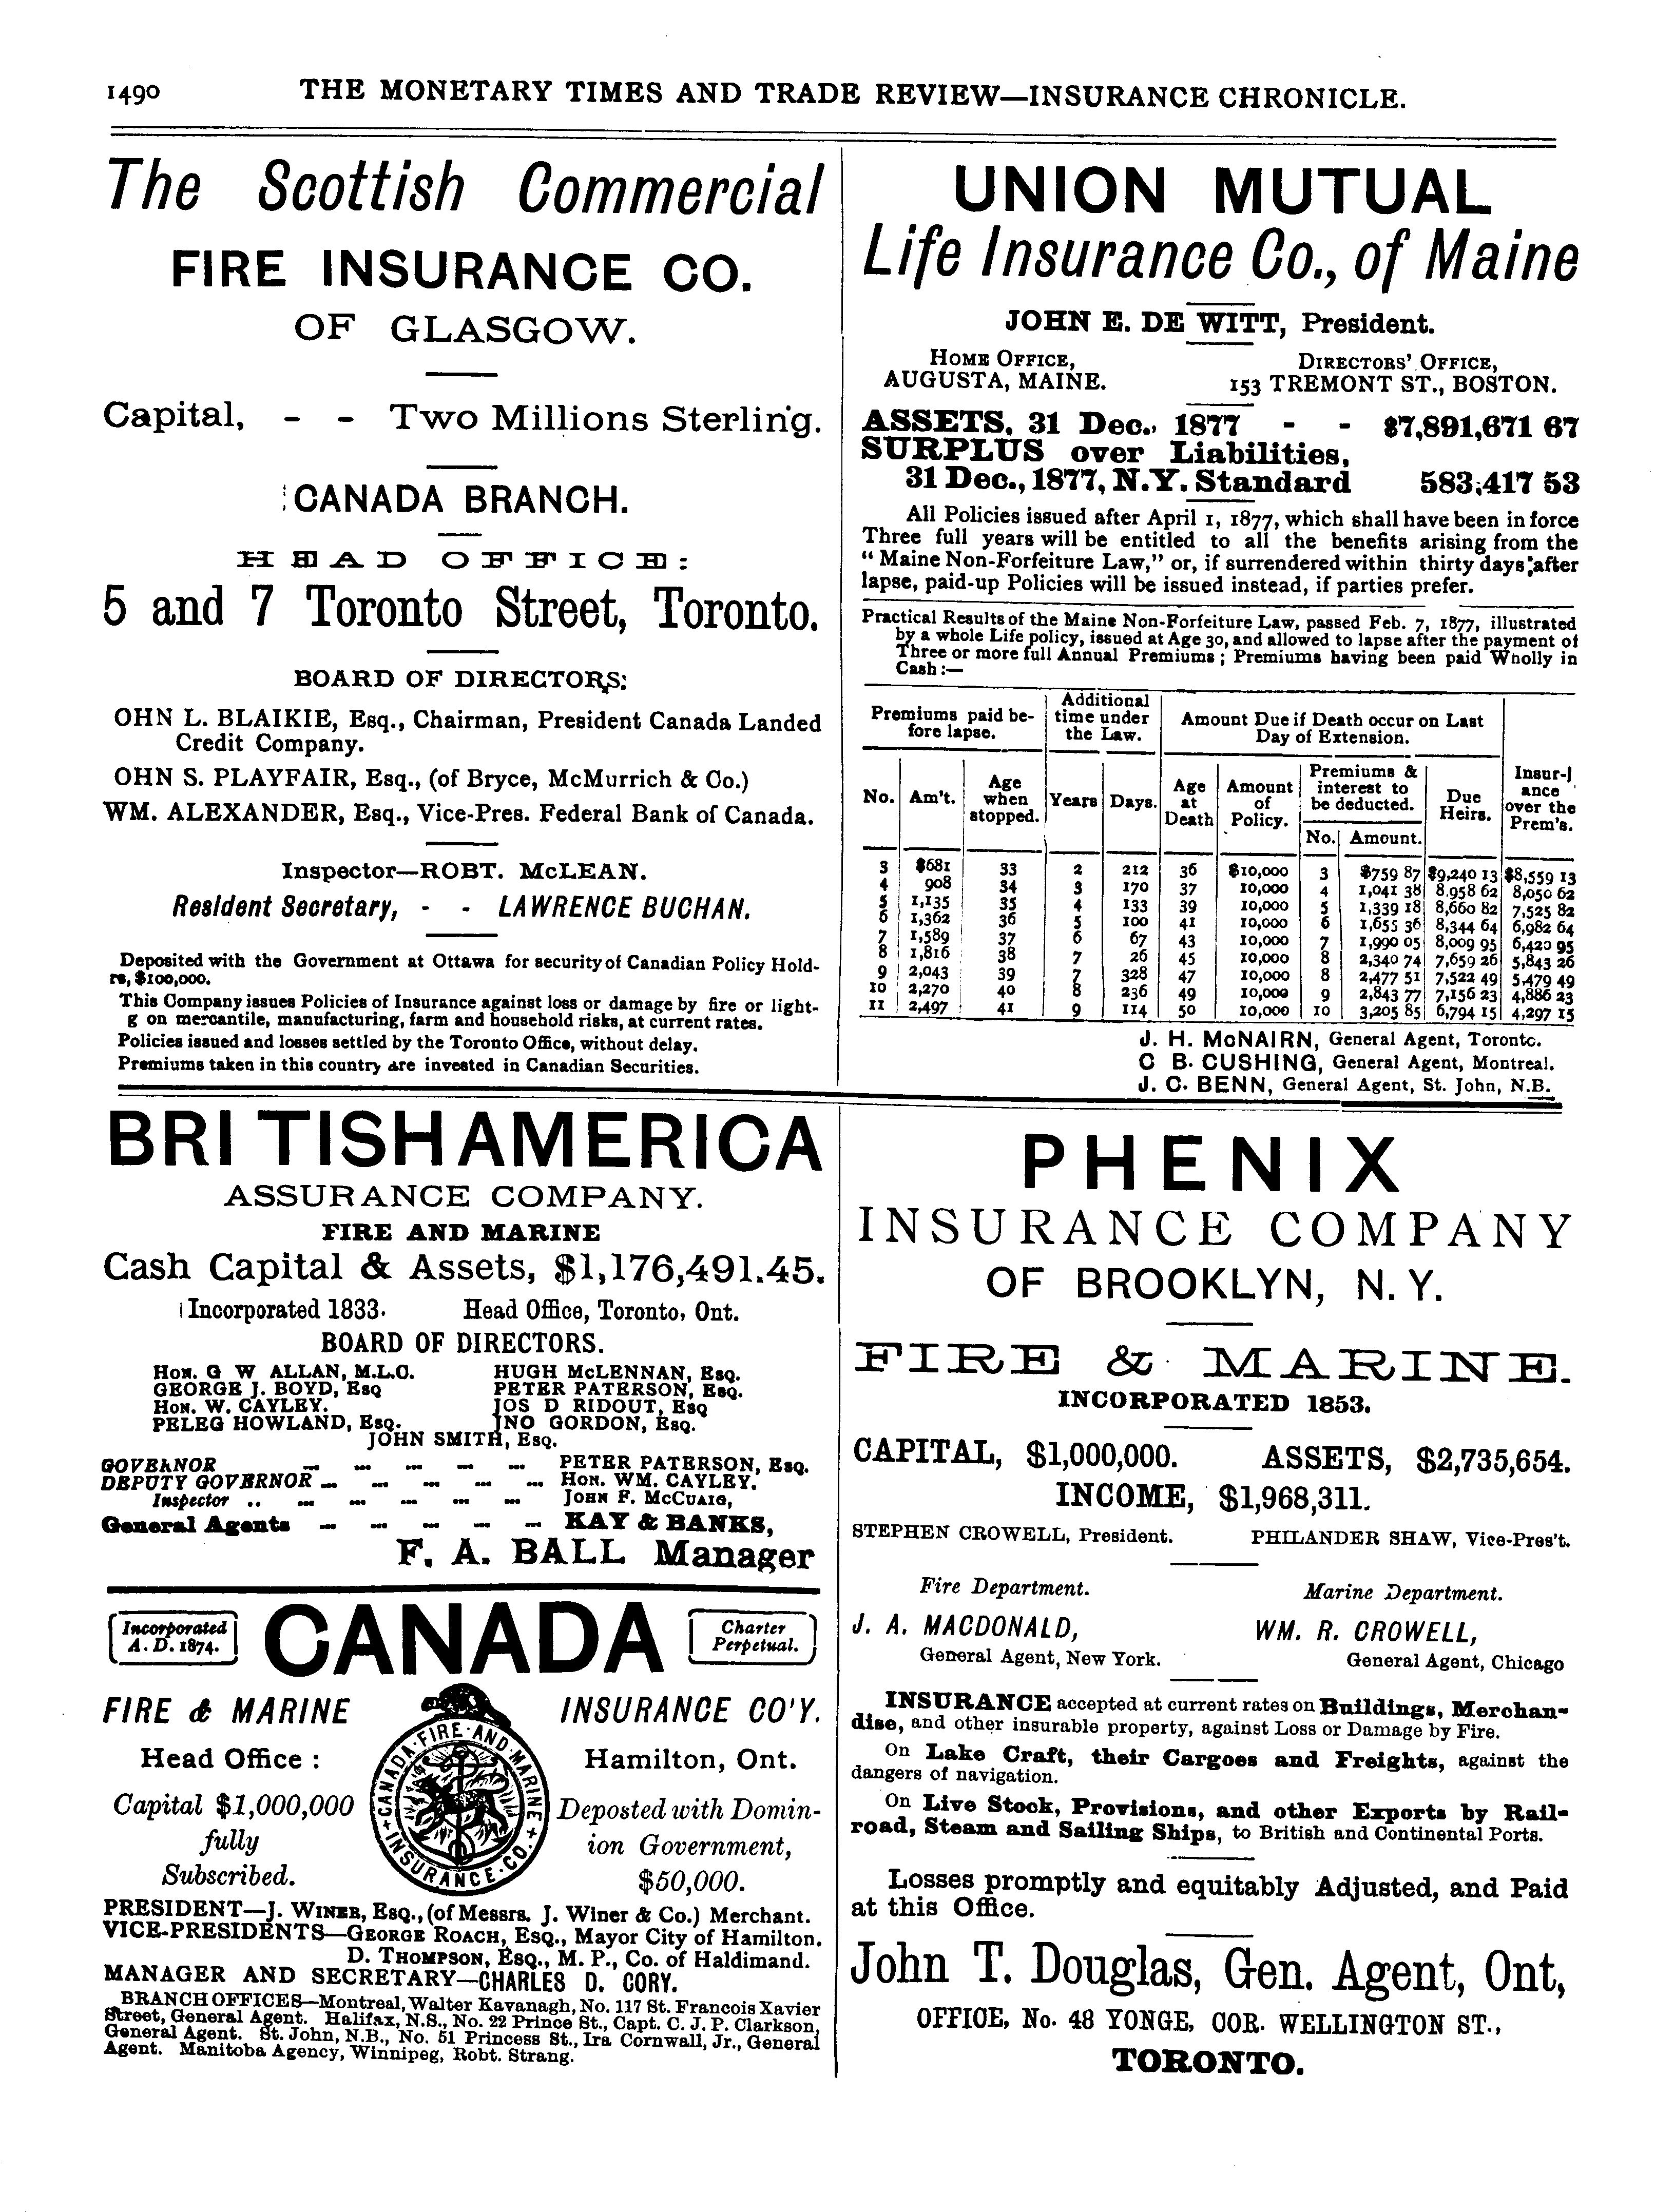 1490 THE MONETARY TIMES AND TRADE REVIEW—INSURANCE CHRONICLE.
The Scottish Commercial
FIRE INSURANCE CO.
OF GLASGOW.
Capital, - - Two Millions Sterling.
CANADA BRANCH.
HEAD OFFICE:
5 and 7 Toronto Street, Toronto.
BOARD OF DIRECTORS:
OHN L. BLAIKIE, Esq., Chairman, President Canada Landed
Credit Company.
OHN S. PLAYFAIR, Esq., (of Bryce, McMurrich & Co.)
WM. ALEXANDER, Esq., Vice-Pres. Federal Bank of Canada.
Inspector—ROBT. McLEAN.
Resident Secretary, - - LAWRENCE BUCHAN.
Deposited with the Government at Ottawa for security of Canadian Policy Hold-
rs, $100,000.
This Company issues Policies of Insurance against loss or damage by fire or light-
g on mercantile, manufacturing, farm and household risks, at current rates.
Policies issued and losses settled by the Toronto Office, without delay.
Premiums taken in this country are invested in Canadian Securities.
UNION MUTUAL
Life Insurance Co., of Maine
JOHN E. DE WITT, President.
HOME OFFICE, DIRECTORS' OFFICE,
AUGUSTA, MAINE. 153 TREMONT ST., BOSTON.
ASSETS, 31 Dec., 1877 - - $7,891,671 67
SURPLUS over Liabilities,
31 Dec., 1877, N.Y. Standard 583,417 53
All Policies issued after April 1, 1877, which shall have been in force
Three full years will be entitled to all the benefits arising from the
"Maine Non-Forfeiture Law," or, if surrendered within thirty days after
lapse, paid-up Policies will be issued instead, if parties prefer.
Practical Results of the Maine Non-Forfeiture Law, passed Feb. 7, 1877, illustrated
by a whole Life policy, issued at Age 30, and allowed to lapse after the payment of
Three or more full Annual Premiums; Premiums having been paid Wholly in
Cash:—
Premiums paid before lapse. Additional time under the Law. Amount Due if Death occur on Last Day of Extension.
No. Am't. Age when stopped. Years Days. Age at Death Amount of Policy. Premiums & interest to be deducted. No. Amount. Due Heirs. Insurance over the Prem's.
3 $681 33 2 212 36 $10,000 3 $759 87 $9,240 13 $8,559 13
4 908 34 3 170 37 10,000 4 1,041 38 8.958 62 8,050 62
5 1,135 35 4 133 39 10,000 5 1,339 18 8,660 82 7,525 82
6 1,362 36 5 100 41 10,000 6 1,655 36 8,344 64 6,982 64
7 1,589 37 6 67 43 10,000 7 1,990 05 8,009 95 6,420 95
8 1,816 38 7 26 45 10,000 8 2,340 74 7,659 26 5,843 26
9 2,043 39 7 328 47 10,000 8 2,477 51 7,522 49 5,479 49
10 2,270 40 8 236 49 10,000 9 2,843 77 7,156 23 4,886 23
11 2,497 41 9 114 50 10,000 10 3,205 85 6,794 15 4,297 15
J. H. McNAIRN, General Agent, Toronto.
C B. CUSHING, General Agent, Montreal.
J. C. BENN, General Agent, St. John, N.B.
BRITISH AMERICA
ASSURANCE COMPANY.
FIRE AND MARINE
Cash Capital & Assets, $1,176,491.45.
Incorporated 1833. Head Office, Toronto, Ont.
BOARD OF DIRECTORS.
HON. G W ALLAN, M.L.C. HUGH McLENNAN, ESQ.
GEORGE J. BOYD, ESQ PETER PATERSON, ESQ.
HON. W. CAYLEY. JOS D RIDOUT, ESQ
PELEG HOWLAND, ESQ. JNO GORDON, ESQ.
JOHN SMITH, ESQ.
GOVERNOR PETER PATERSON, ESQ.
DEPUTY GOVERNOR HON. WM. CAYLEY.
Inspector JOHN F. McCUAIG,
General Agents KAY & BANKS,
F. A. BALL Manager
Incorporated A. D. 1874. CANADA Charter Perpetual.
FIRE & MARINE INSURANCE CO'Y.
CANADA · FIRE · AND · MARINE + INSURANCE · CO. +
Head Office : Hamilton, Ont.
Capital $1,000,000 Deposted with Domin-
fully ion Government,
Subscribed. $50,000.
PRESIDENT—J. WINER, ESQ., (of Messrs. J. Winer & Co.) Merchant.
VICE-PRESIDENTS—GEORGE ROACH, ESQ., Mayor City of Hamilton.
D. THOMPSON, ESQ., M. P., Co. of Haldimand.
MANAGER AND SECRETARY—CHARLES D. CORY.
BRANCH OFFICES—Montreal, Walter Kavanagh, No. 117 St. Francois Xavier
Street, General Agent. Halifax, N.S., No. 22 Prince St., Capt. C. J. P. Clarkson,
General Agent. St. John, N.B., No. 51 Princess St., Ira Cornwall, Jr., General
Agent. Manitoba Agency, Winnipeg, Robt. Strang.
PHENIX
INSURANCE COMPANY
OF BROOKLYN, N. Y.
FIRE & MARINE.
INCORPORATED 1853.
CAPITAL, $1,000,000. ASSETS, $2,735,654.
INCOME, $1,968,311.
STEPHEN CROWELL, President. PHILANDER SHAW, Vice-Pres't.
Fire Department. Marine Department.
J. A. MACDONALD, WM. R. CROWELL,
General Agent, New York. General Agent, Chicago
INSURANCE accepted at current rates on Buildings, Merchan-
dise, and other insurable property, against Loss or Damage by Fire.
On Lake Craft, their Cargoes and Freights, against the
dangers of navigation.
On Live Stock, Provisions, and other Exports by Rail-
road, Steam and Sailing Ships, to British and Continental Ports.
Losses promptly and equitably Adjusted, and Paid
at this Office.
John T. Douglas, Gen. Agent, Ont,
OFFICE, No. 48 YONGE, COR. WELLINGTON ST.,
TORONTO.